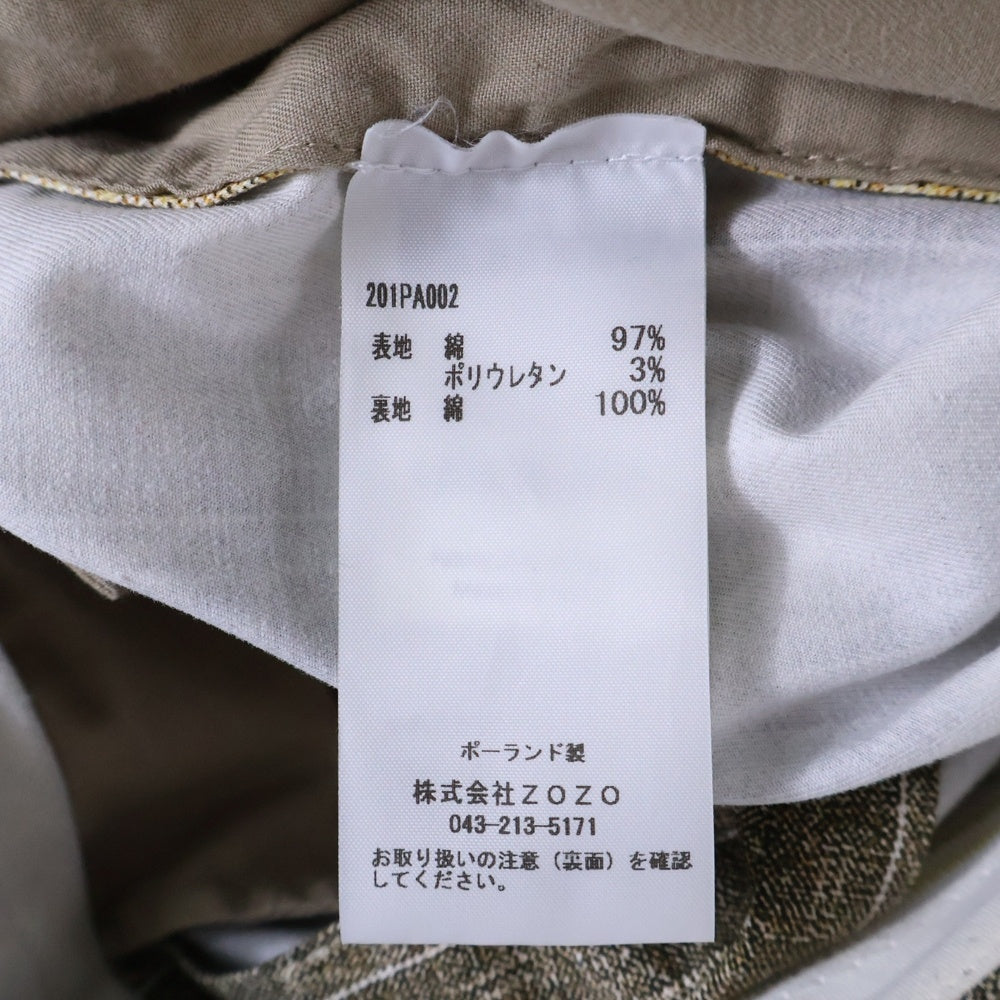 201PA002
表地 綿 97%
ポリウレタン 3%
裏地 綿 100%
ポーランド製
株式会社ZOZO
043-213-5171
お取り扱いの注意（裏面）を確認
してください。